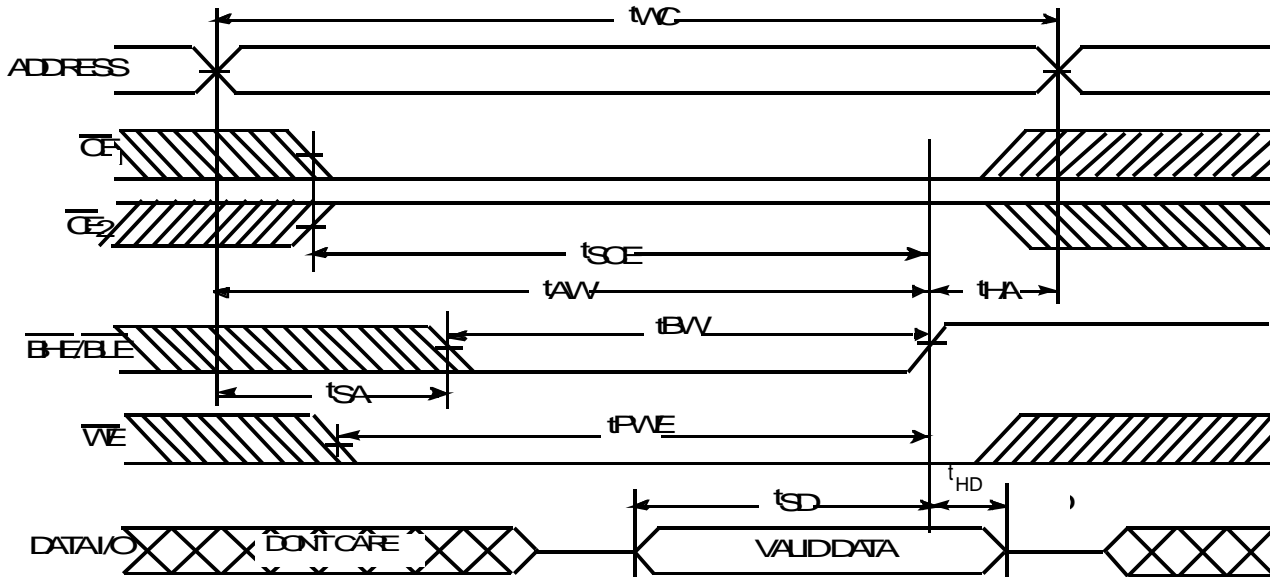 tWC
ADDRESS
CE1
CE2
tSCE
tAW
tHA
BHE/BLE
tBW
tSA
WE
tPWE
tHD
tSD
DATA I/O
DON'T CARE
VALID DATA